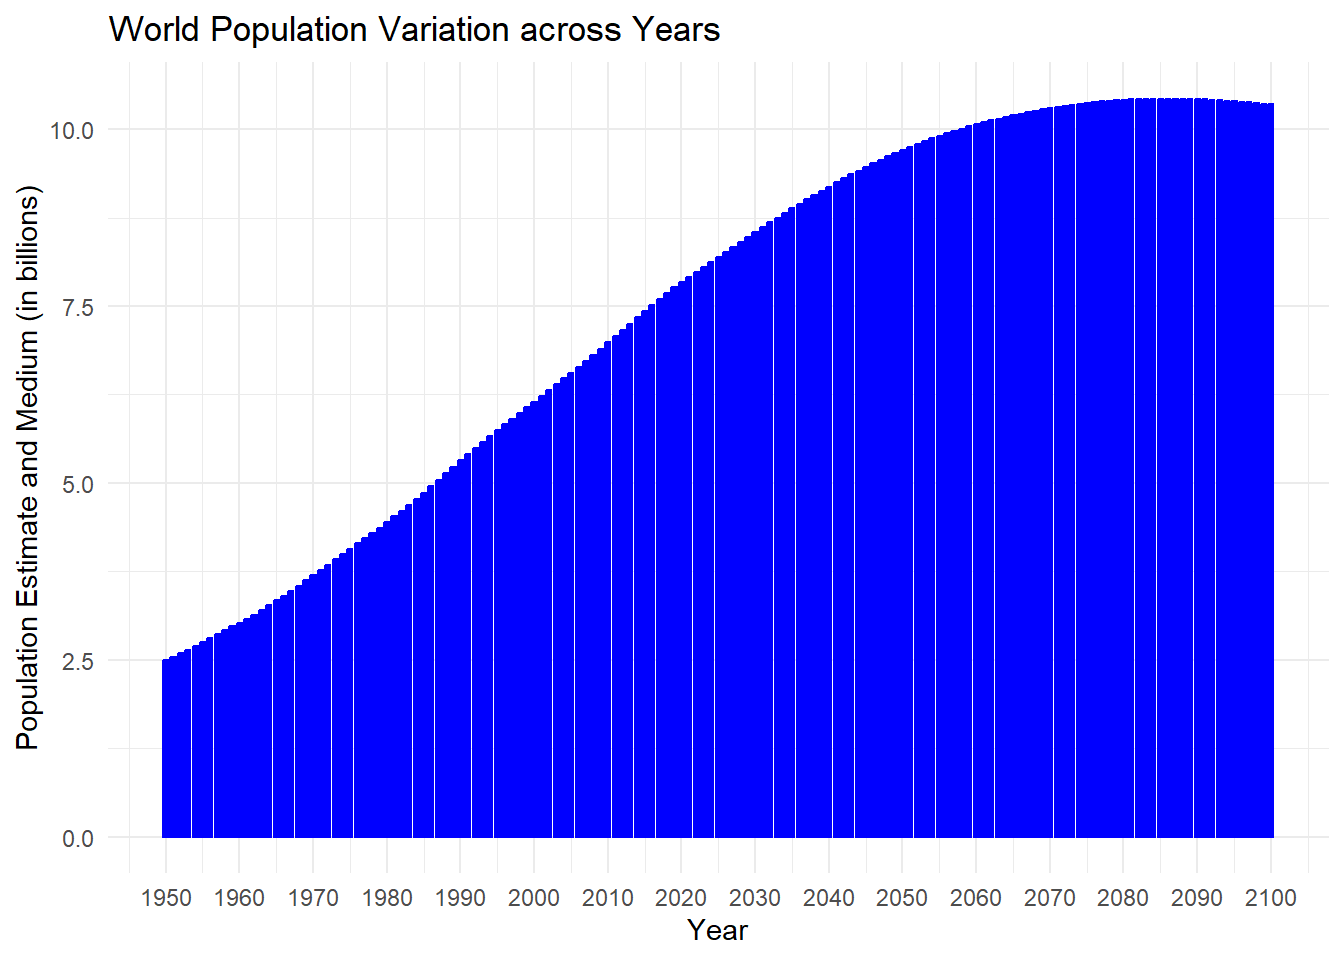 World Population Variation across Years
Population Estimate and Medium (in billions)
10.0
7.5
5.0
2.5
0.0
1950 1960 1970 1980 1990 2000 2010 2020 2030 2040 2050 2060 2070 2080 2090 2100
Year